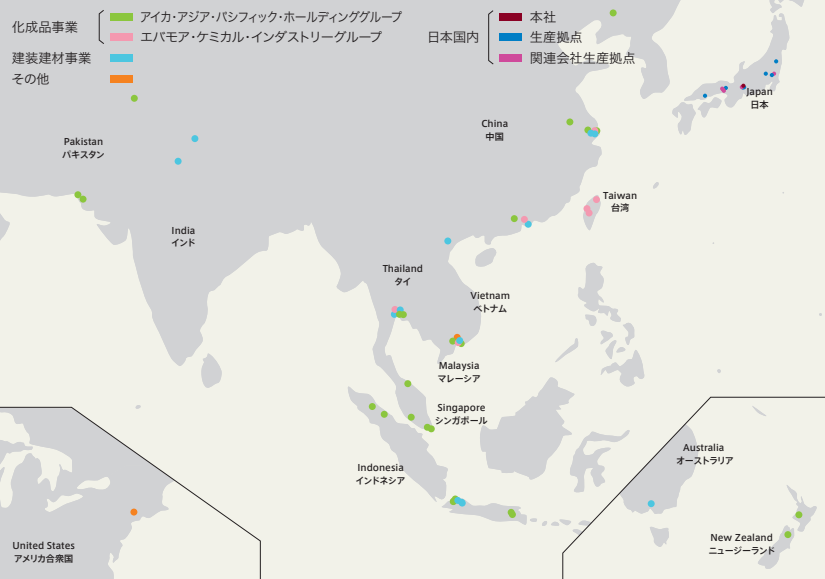 化成品事業
アイカ・アジア・パシフィック・ホールディンググループ
エバモア・ケミカル・インダストリーグループ
建装建材事業
その他
日本国内
本社
生産拠点
関連会社生産拠点
Japan
日本
China
中国
Pakistan
パキスタン
Taiwan
台湾
India
インド
Thailand
タイ
Vietnam
ベトナム
Malaysia
マレーシア
Singapore
シンガポール
Indonesia
インドネシア
Australia
オーストラリア
New Zealand
ニュージーランド
United States
アメリカ合衆国